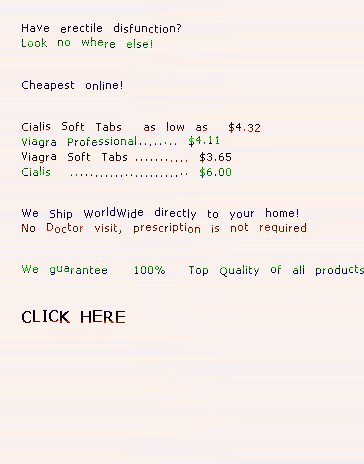 Have erectile disfunction?
Look no where else!
Cheapest online!
Cialis Soft Tabs as low as $4.32
Viagra Professional....... $4.11
Viagra Soft Tabs ........... $3.65
Cialis ....................... $6.00
We Ship WorldWide directly to your home!
No Doctor visit, prescription is not required
We guarantee 100% Top Quality of all products
CLICK HERE